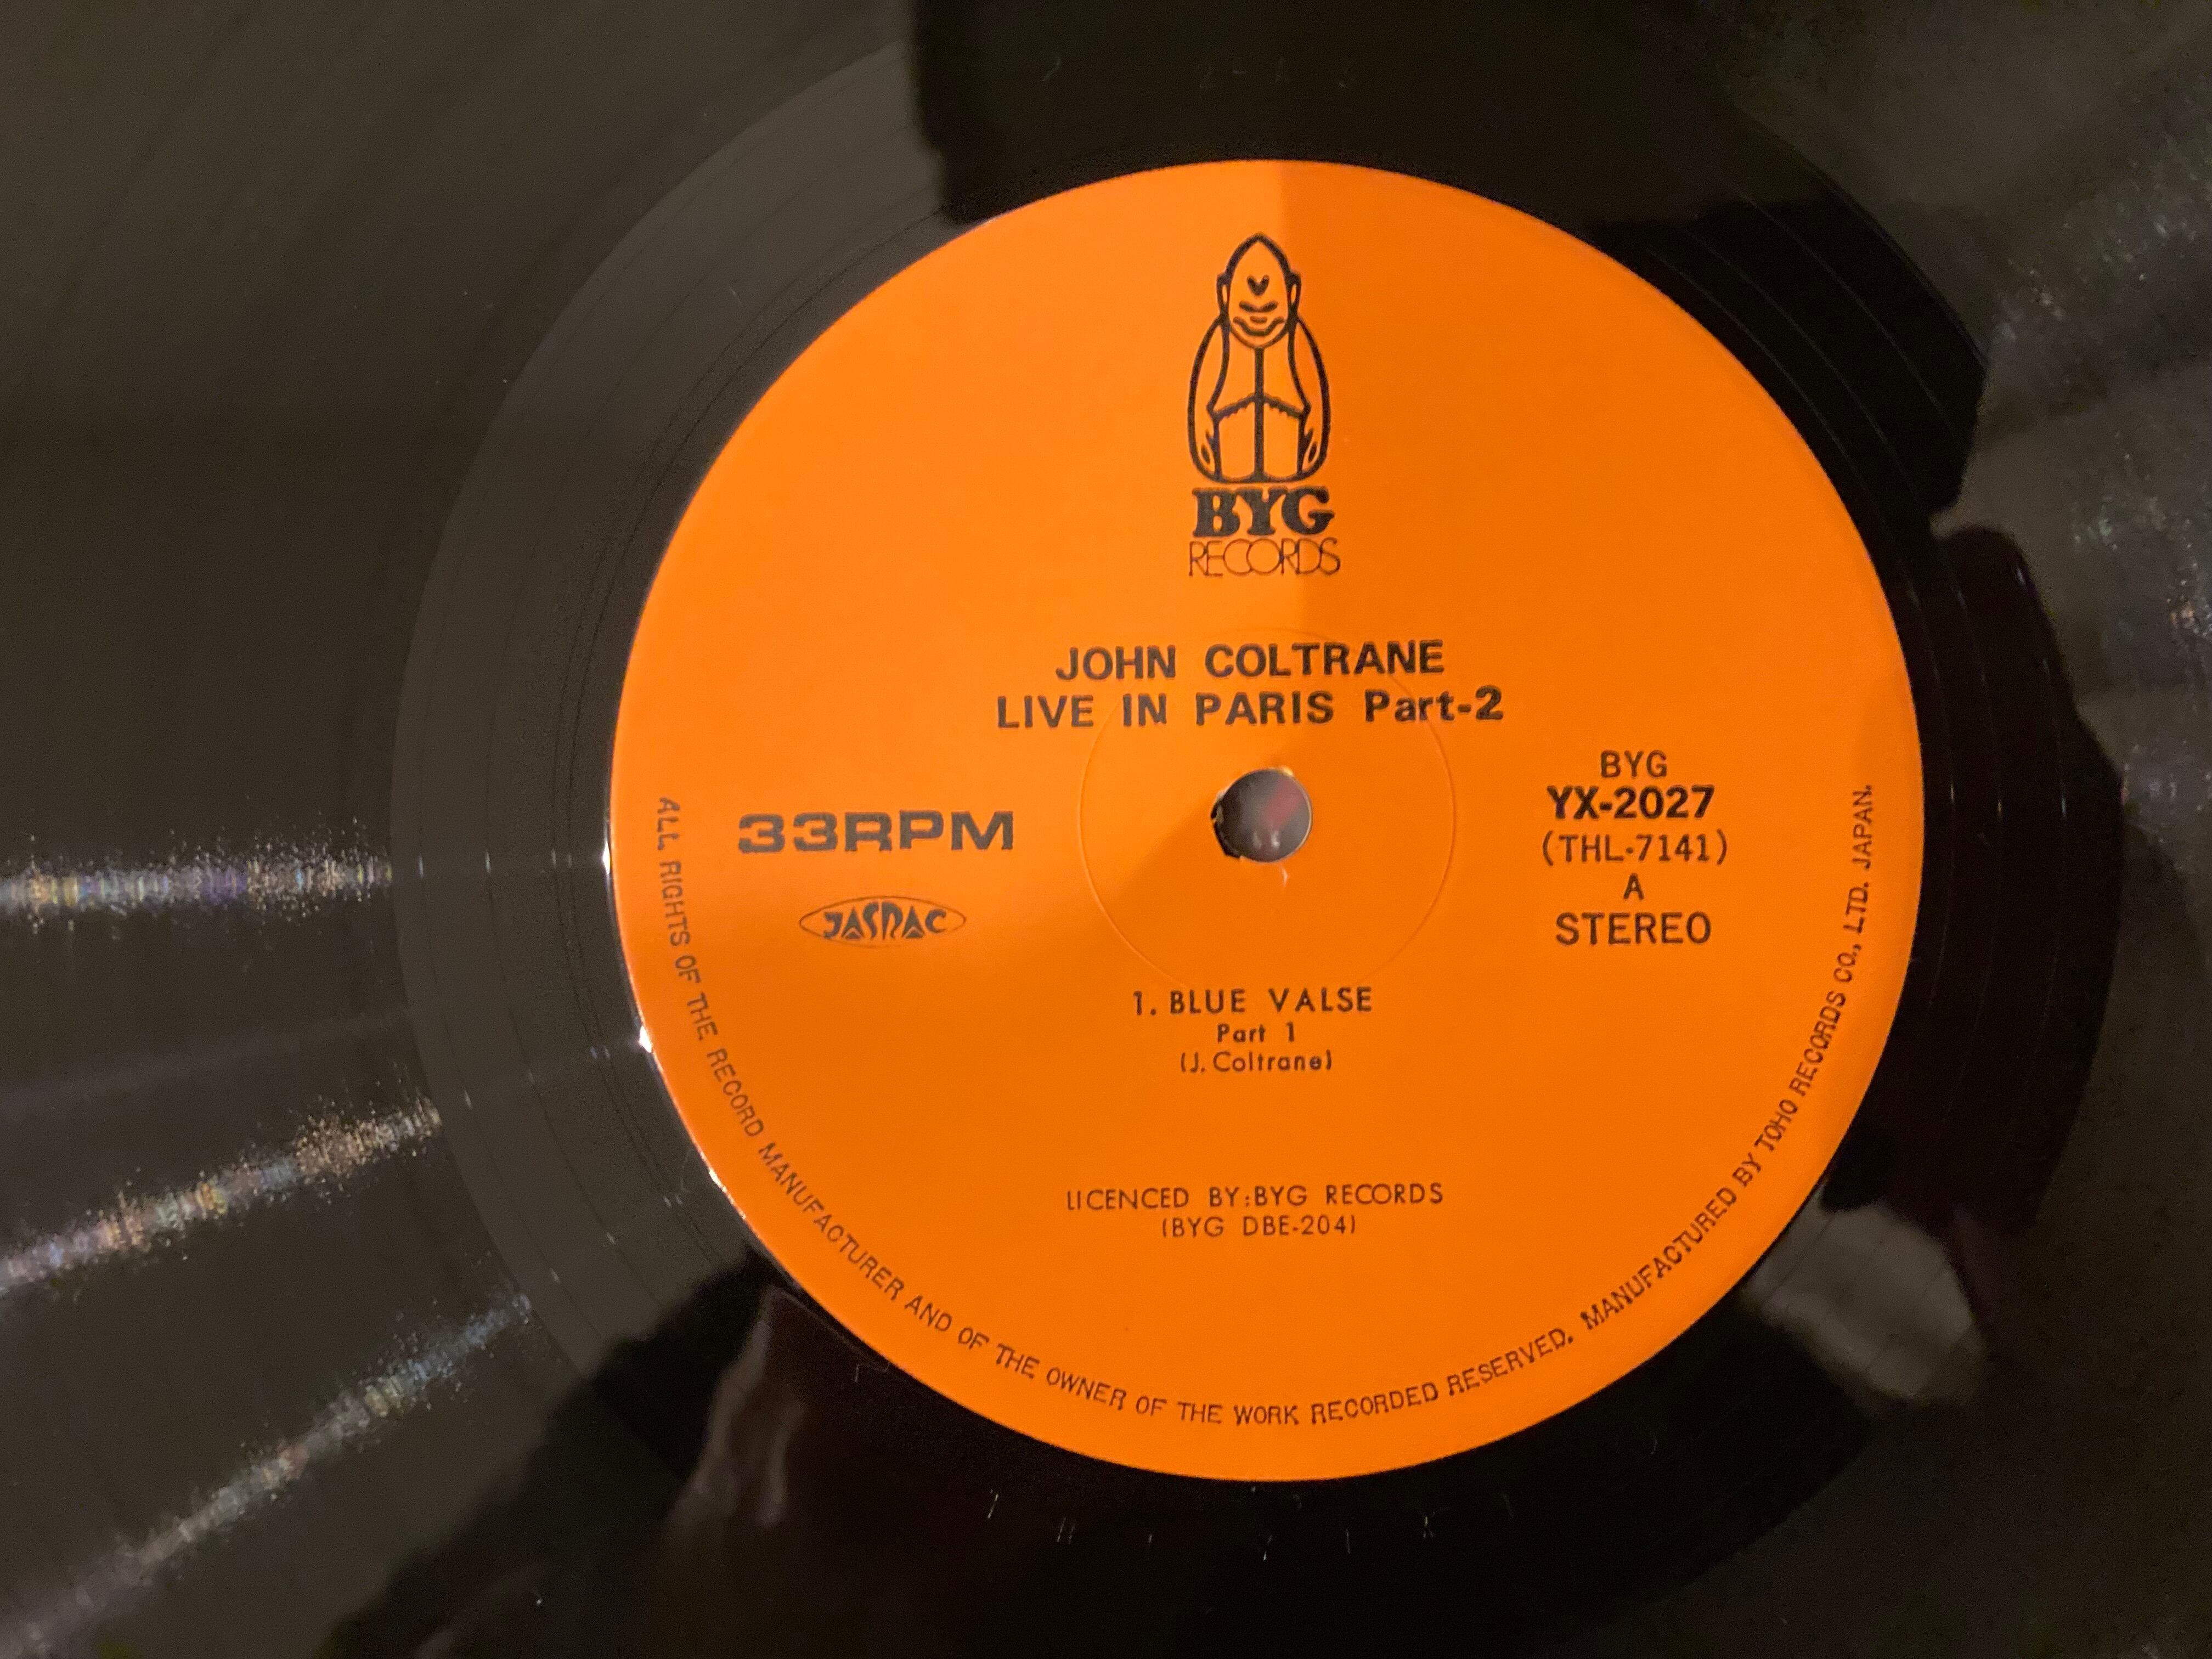 BYG
RECORDS
JOHN COLTRANE
LIVE IN PARIS Part-2
33RPM
JASRAC
BYG
YX-2027
(THL-7141)
A
STEREO
1. BLUE VALSE
Part 1
(J. Coltrane)
LICENCED BY:BYG RECORDS
(BYG DBE-204)
ALL RIGHTS OF THE RECORD MANUFACTURER AND OF THE OWNER OF THE WORK RECORDED RESERVED. MANUFACTURED BY TOHO RECORDS CO., LTD. JAPAN.